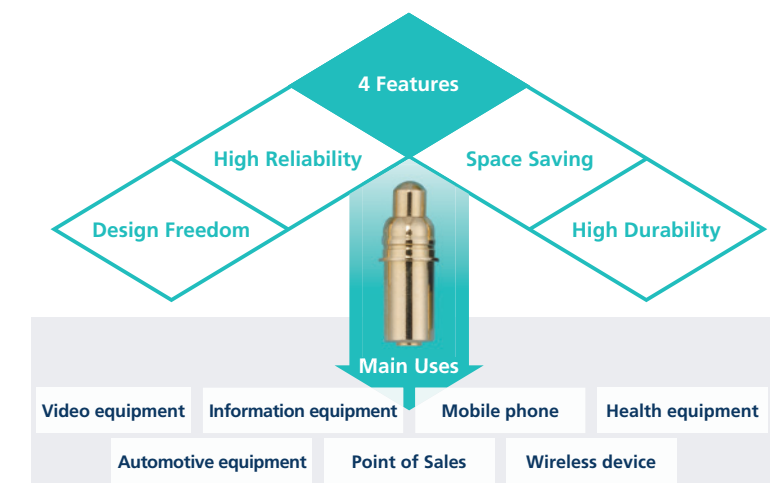 4 Features
High Reliability
Space Saving
Design Freedom
High Durability
Main Uses
Video equipment
Information equipment
Mobile phone
Health equipment
Automotive equipment
Point of Sales
Wireless device